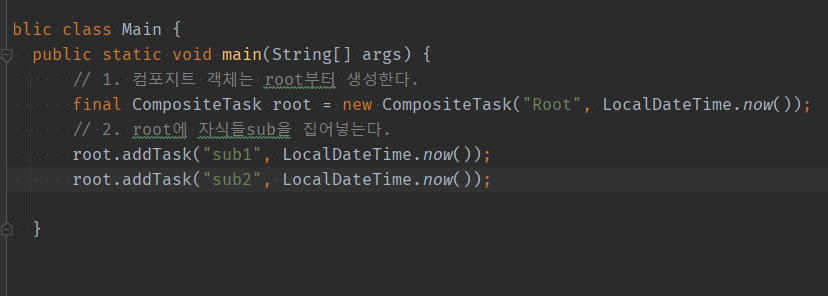 blic class Main {
public static void main(String[] args) {
// 1. 컴포지트 객체는 root부터 생성한다.
final CompositeTask root = new CompositeTask("Root", LocalDateTime.now());
// 2. root에 자식들sub을 집어넣는다.
root.addTask("sub1", LocalDateTime.now());
root.addTask("sub2", LocalDateTime.now());
}